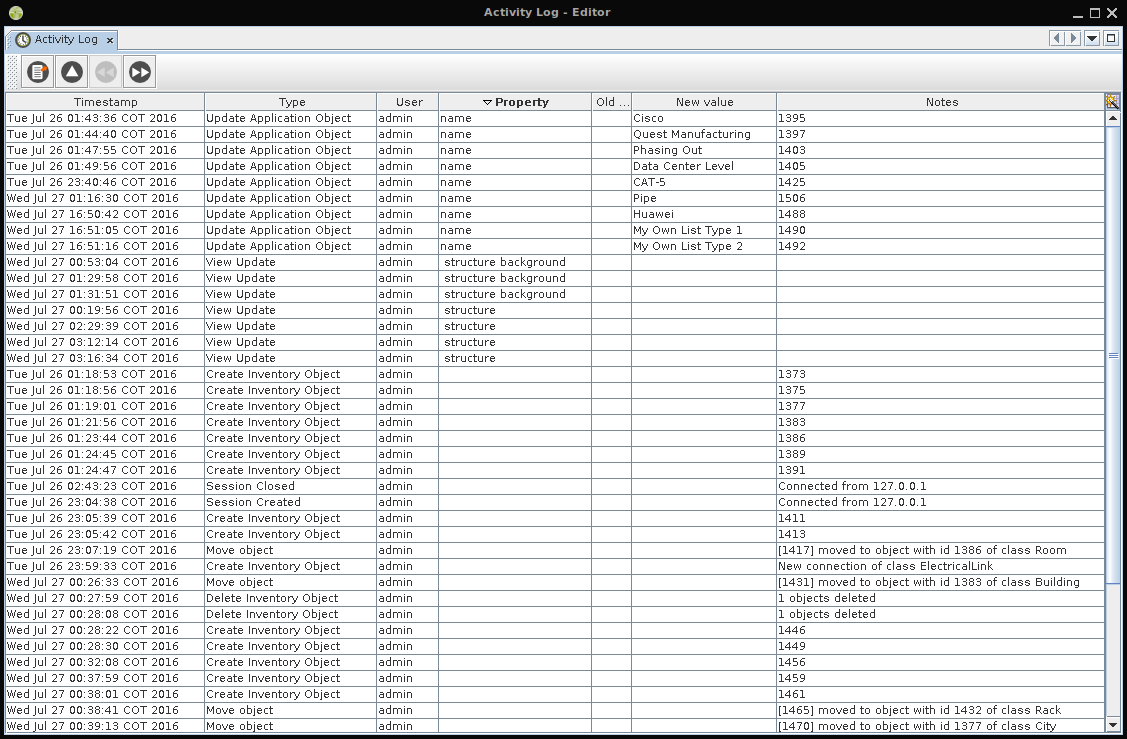 Activity Log - Editor
Activity Log
Timestamp Type User Property Old ... New value Notes
Tue Jul 26 01:43:36 COT 2016 Update Application Object admin name Cisco 1395
Tue Jul 26 01:44:40 COT 2016 Update Application Object admin name Quest Manufacturing 1397
Tue Jul 26 01:47:55 COT 2016 Update Application Object admin name Phasing Out 1403
Tue Jul 26 01:49:56 COT 2016 Update Application Object admin name Data Center Level 1405
Tue Jul 26 23:40:46 COT 2016 Update Application Object admin name CAT-5 1425
Wed Jul 27 01:16:30 COT 2016 Update Application Object admin name Pipe 1506
Wed Jul 27 16:50:42 COT 2016 Update Application Object admin name Huawei 1488
Wed Jul 27 16:51:05 COT 2016 Update Application Object admin name My Own List Type 1 1490
Wed Jul 27 16:51:16 COT 2016 Update Application Object admin name My Own List Type 2 1492
Wed Jul 27 00:53:04 COT 2016 View Update admin structure background
Wed Jul 27 01:29:58 COT 2016 View Update admin structure background
Wed Jul 27 01:31:51 COT 2016 View Update admin structure background
Wed Jul 27 00:19:56 COT 2016 View Update admin structure
Wed Jul 27 02:29:39 COT 2016 View Update admin structure
Wed Jul 27 03:12:14 COT 2016 View Update admin structure
Wed Jul 27 03:16:34 COT 2016 View Update admin structure
Tue Jul 26 01:18:53 COT 2016 Create Inventory Object admin 1373
Tue Jul 26 01:18:56 COT 2016 Create Inventory Object admin 1375
Tue Jul 26 01:19:01 COT 2016 Create Inventory Object admin 1377
Tue Jul 26 01:21:56 COT 2016 Create Inventory Object admin 1383
Tue Jul 26 01:23:44 COT 2016 Create Inventory Object admin 1386
Tue Jul 26 01:24:45 COT 2016 Create Inventory Object admin 1389
Tue Jul 26 01:24:47 COT 2016 Create Inventory Object admin 1391
Tue Jul 26 02:43:23 COT 2016 Session Closed admin Connected from 127.0.0.1
Tue Jul 26 23:04:38 COT 2016 Session Created admin Connected from 127.0.0.1
Tue Jul 26 23:05:39 COT 2016 Create Inventory Object admin 1411
Tue Jul 26 23:05:42 COT 2016 Create Inventory Object admin 1413
Tue Jul 26 23:07:19 COT 2016 Move object admin [1417] moved to object with id 1386 of class Room
Tue Jul 26 23:59:33 COT 2016 Create Inventory Object admin New connection of class ElectricalLink
Wed Jul 27 00:26:33 COT 2016 Move object admin [1431] moved to object with id 1383 of class Building
Wed Jul 27 00:27:59 COT 2016 Delete Inventory Object admin 1 objects deleted
Wed Jul 27 00:28:08 COT 2016 Delete Inventory Object admin 1 objects deleted
Wed Jul 27 00:28:22 COT 2016 Create Inventory Object admin 1446
Wed Jul 27 00:28:30 COT 2016 Create Inventory Object admin 1449
Wed Jul 27 00:32:08 COT 2016 Create Inventory Object admin 1456
Wed Jul 27 00:37:59 COT 2016 Create Inventory Object admin 1459
Wed Jul 27 00:38:01 COT 2016 Create Inventory Object admin 1461
Wed Jul 27 00:38:41 COT 2016 Move object admin [1465] moved to object with id 1432 of class Rack
Wed Jul 27 00:39:13 COT 2016 Move object admin [1470] moved to object with id 1377 of class City